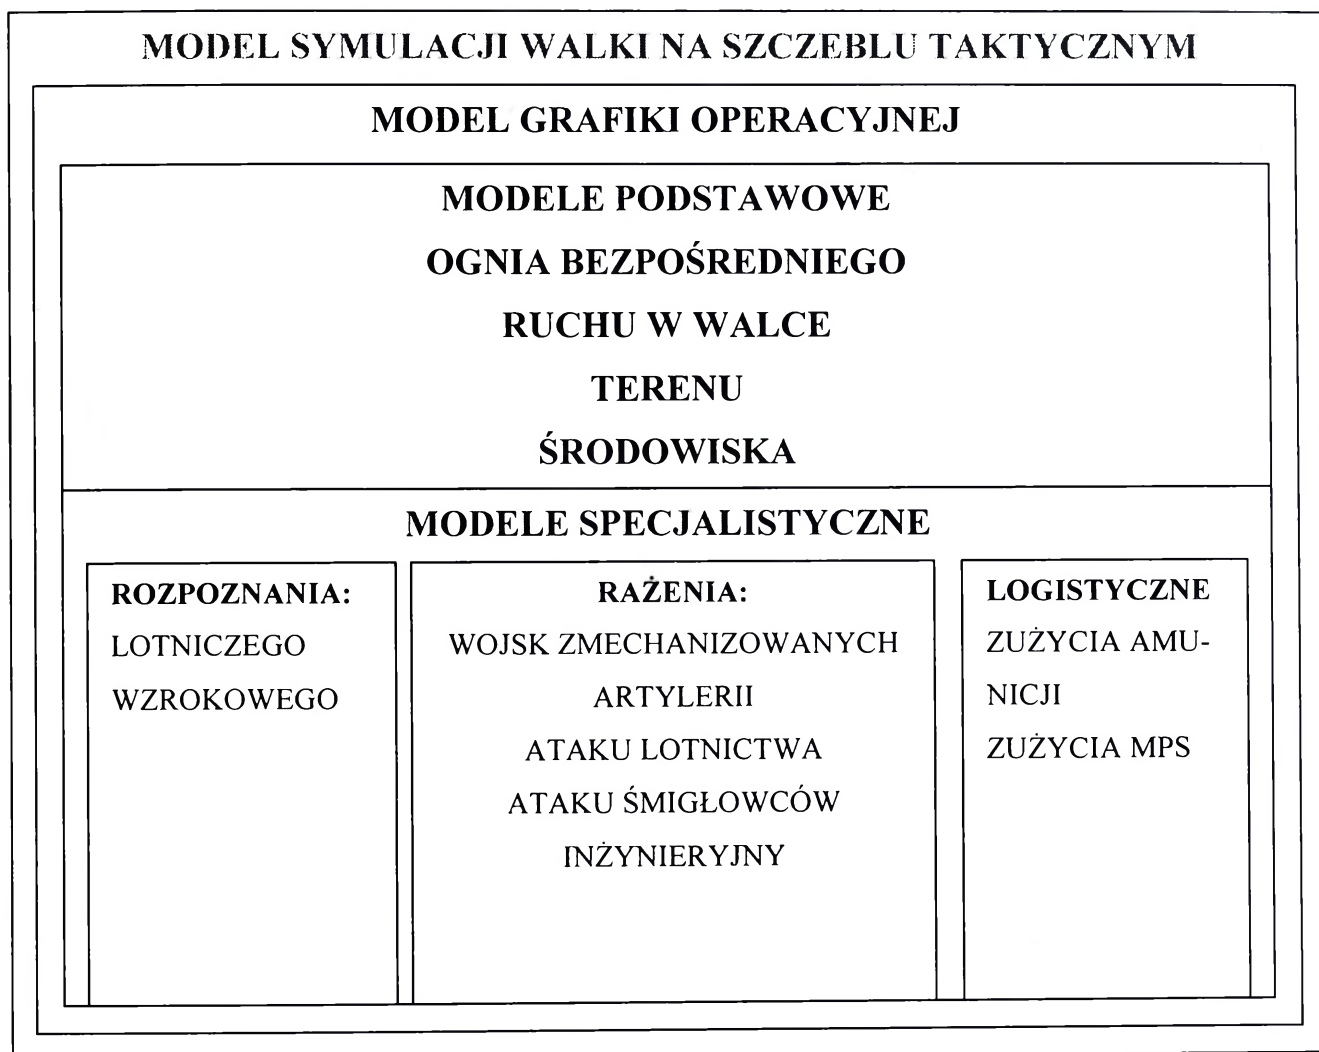 MODEL SYMULACJI WALKI NA SZCZEBLU TAKTYCZNYM
MODEL GRAFIKI OPERACYJNEJ
MODELE PODSTAWOWE
OGNIA BEZPOŚREDNIEGO
RUCHU W WALCE
TERENU
ŚRODOWISKA
MODELE SPECJALISTYCZNE
ROZPOZNANIA:
LOTNICZEGO
WZROKOWEGO
RAŻENIA:
WOJSK ZMECHANIZOWANYCH
ARTYLERII
ATAKU LOTNICTWA
ATAKU ŚMIGŁOWCÓW
INŻYNIERYJNY
LOGISTYCZNE
ZUŻYCIA AMU-
NICJI
ZUŻYCIA MPS